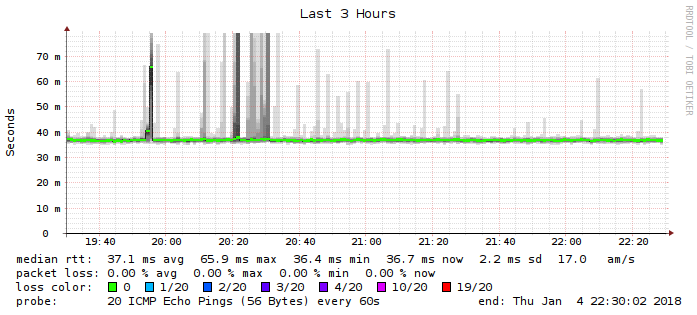 Last 3 Hours
RRDTOOL / TOBI OETIKER
Seconds
70 m
60 m
50 m
40 m
30 m
20 m
10 m
0
19:40 20:00 20:20 20:40 21:00 21:20 21:40 22:00 22:20
median rtt: 37.1 ms avg 65.9 ms max 36.4 ms min 36.7 ms now 2.2 ms sd 17.0 am/s
packet loss: 0.00 % avg 0.00 % max 0.00 % min 0.00 % now
loss color: 0 1/20 2/20 3/20 4/20 10/20 19/20
probe: 20 ICMP Echo Pings (56 Bytes) every 60s end: Thu Jan 4 22:30:02 2018